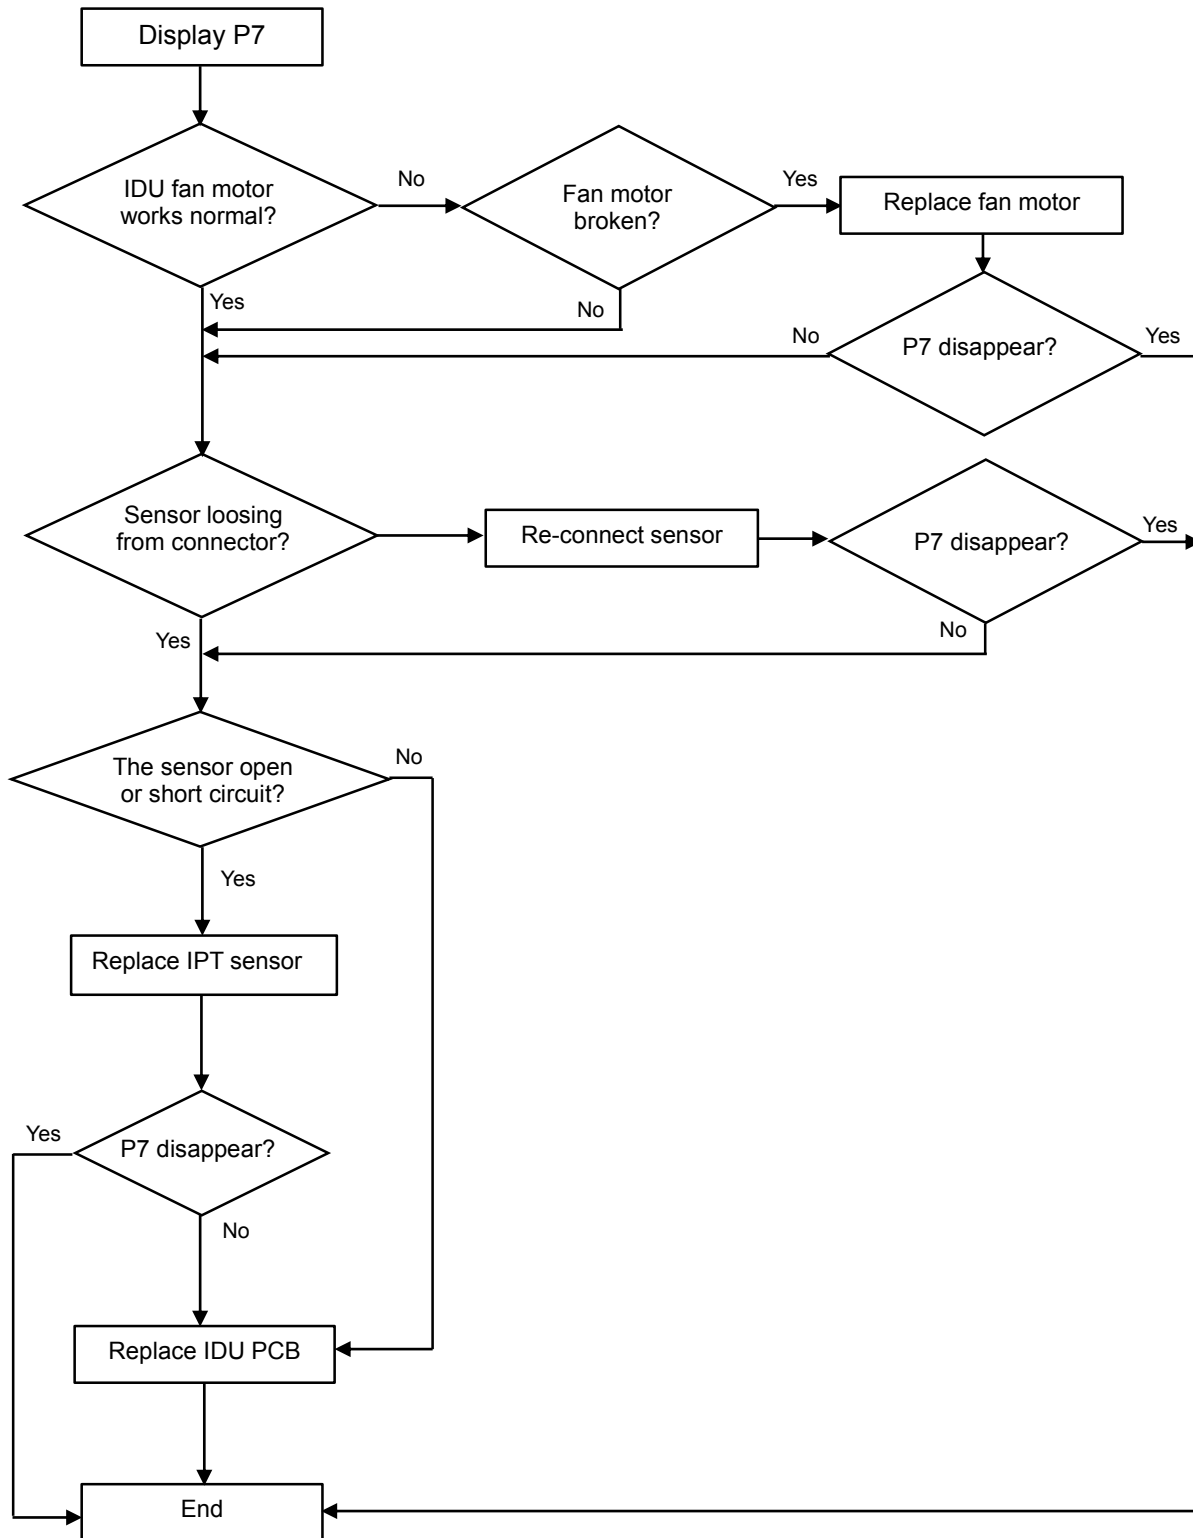 Display P7
IDU fan motor
works normal?
No
Fan motor
broken?
Yes
Replace fan motor
Yes
No
No
P7 disappear?
Yes
Sensor loosing
from connector?
Re-connect sensor
P7 disappear?
Yes
Yes
No
The sensor open
or short circuit?
No
Yes
Replace IPT sensor
Yes
P7 disappear?
No
Replace IDU PCB
End